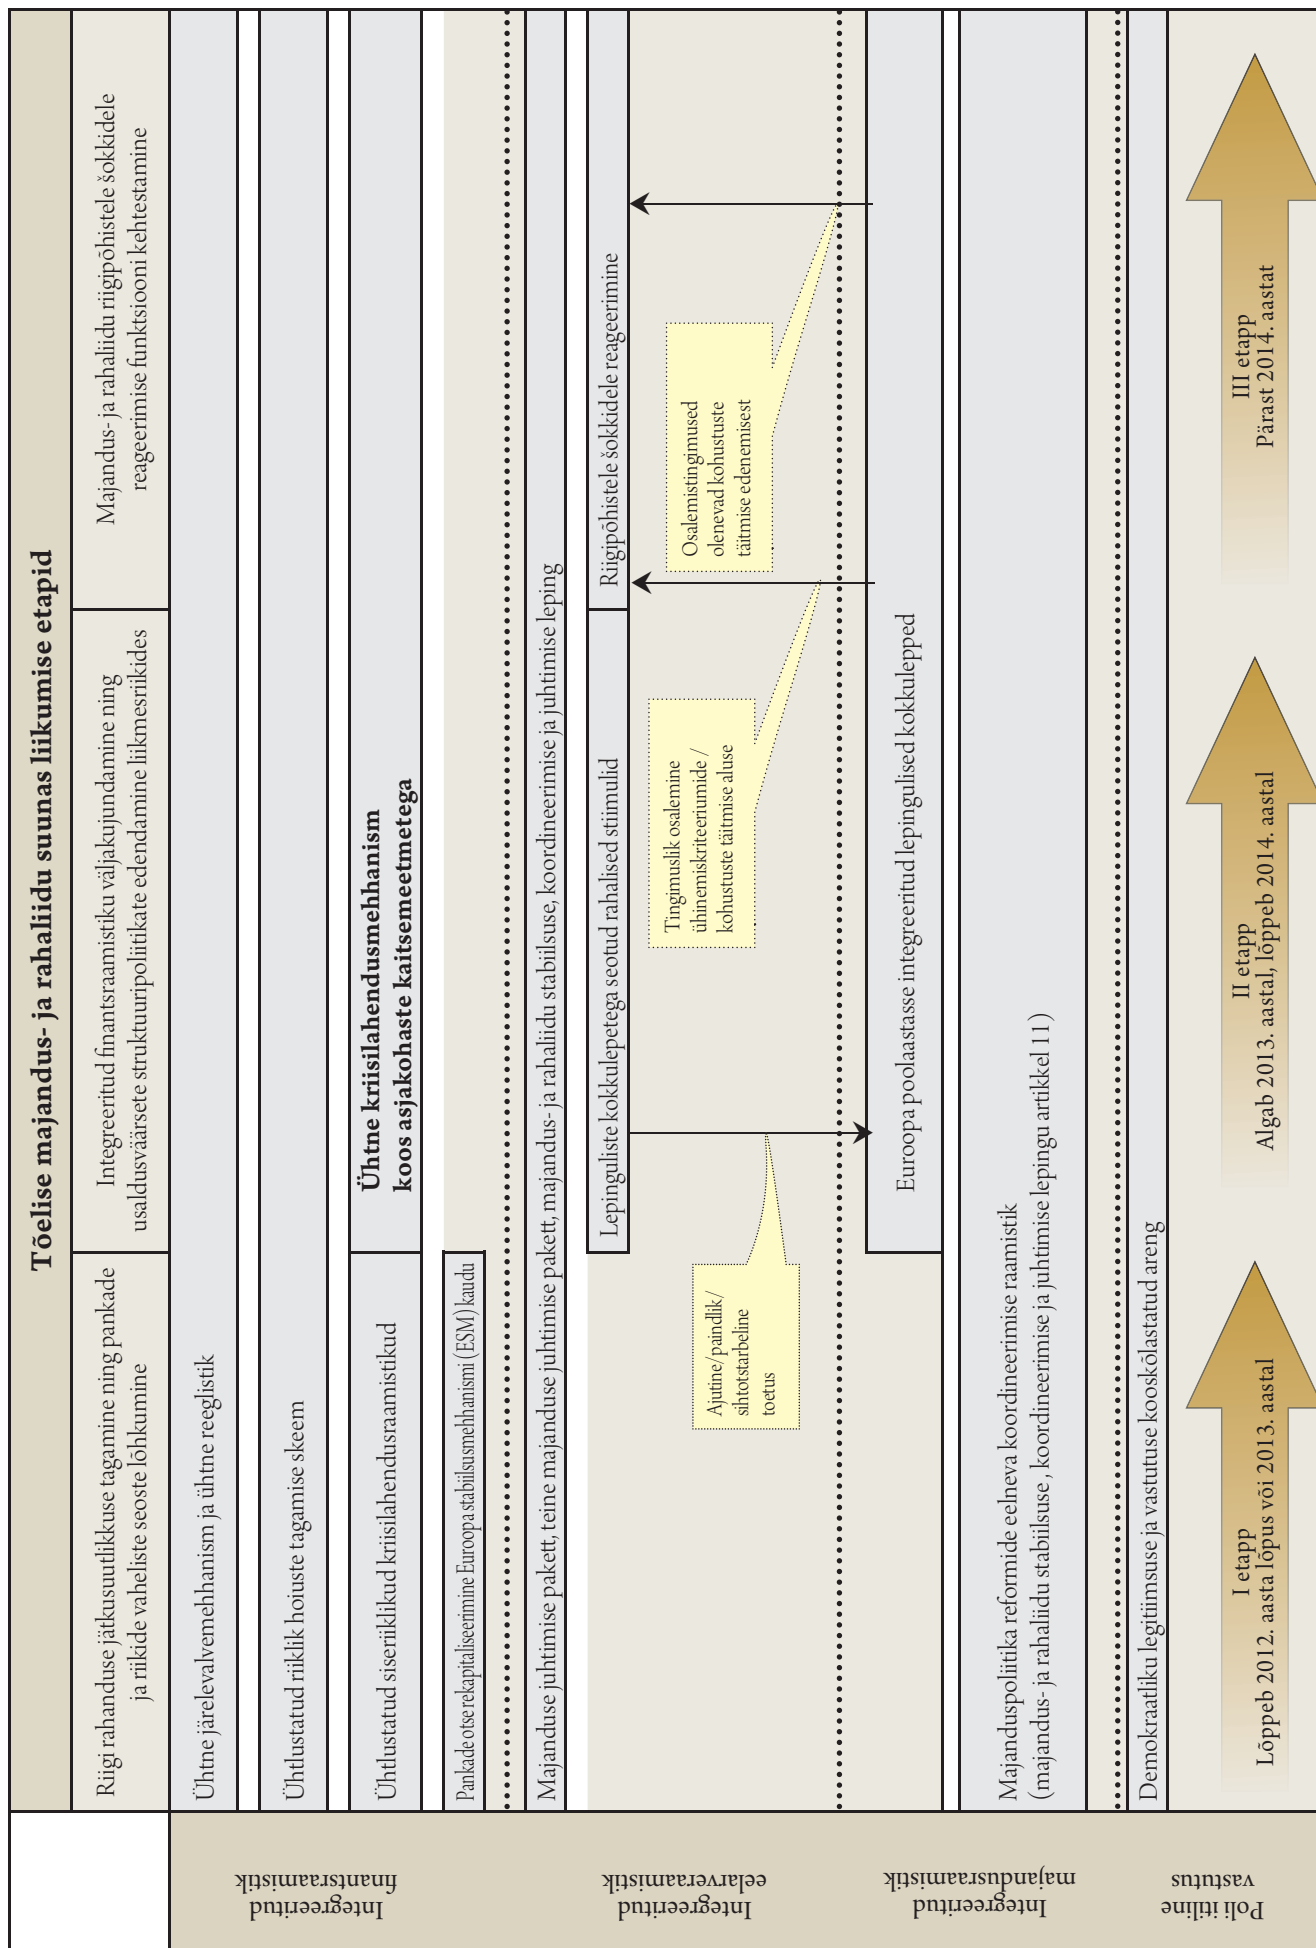 Tõelise majandus- ja rahaliidu suunas liikumise etapid
Riigi rahanduse jätkusuutlikkuse tagamine ning pankade
ja riikide vaheliste seoste lõhkumine
Integreeritud finantsraamistiku väljakujundamine ning
usaldusväärsete struktuuripoliitikate edendamine liikmesriikides
Majandus- ja rahaliidu riigipõhistele šokkidele
reageerimise funktsiooni kehtestamine
Integreeritud
finantsraamistik
Ühtne järelevalvemehhanism ja ühtne reeglistik
Ühtlustatud riiklik hoiuste tagamise skeem
Ühtlustatud siseriiklikud kriisilahendusraamistikud
Ühtne kriisilahendusmehhanism
koos asjakohaste kaitsemeetmetega
Pankade otse rekapitaliseerimine Euroopa stabiilsusmehhanismi (ESM) kaudu
Integreeritud
eelarveraamistik
Majanduse juhtimise pakett, teine majanduse juhtimise pakett, majandus- ja rahaliidu stabiilsuse, koordineerimise ja juhtimise leping
Lepinguliste kokkulepetega seotud rahalised stiimulid
Riigipõhistele šokkidele reageerimine
Ajutine/paindlik/
sihtotstarbeline
toetus
Tingimuslik osalemine
ühinemiskriteeriumide /
kohustuste täitmise aluse
Osalemistingimused
olenevad kohustuste
täitmise edenemisest
Integreeritud
majandusraamistik
Euroopa poolaastasse integreeritud lepingulised kokkulepped
Majanduspoliitika reformide eelneva koordineerimise raamistik
(majandus- ja rahaliidu stabiilsuse , koordineerimise ja juhtimise lepingu artikkel 11)
Poli itiline
vastutus
Demokraatliku legitiimsuse ja vastutuse kooskõlastatud areng
I etapp
Lõppeb 2012. aasta lõpus või 2013. aastal
II etapp
Algab 2013. aastal, lõppeb 2014. aastal
III etapp
Pärast 2014. aastat